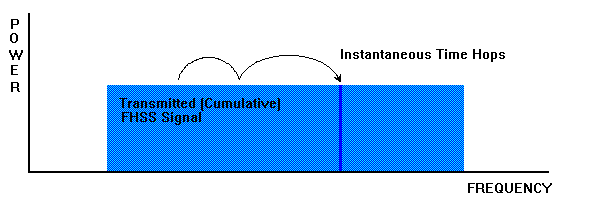 POWER
Instantaneous Time Hops
Transmitted (Cumulative)
FHSS Signal
FREQUENCY